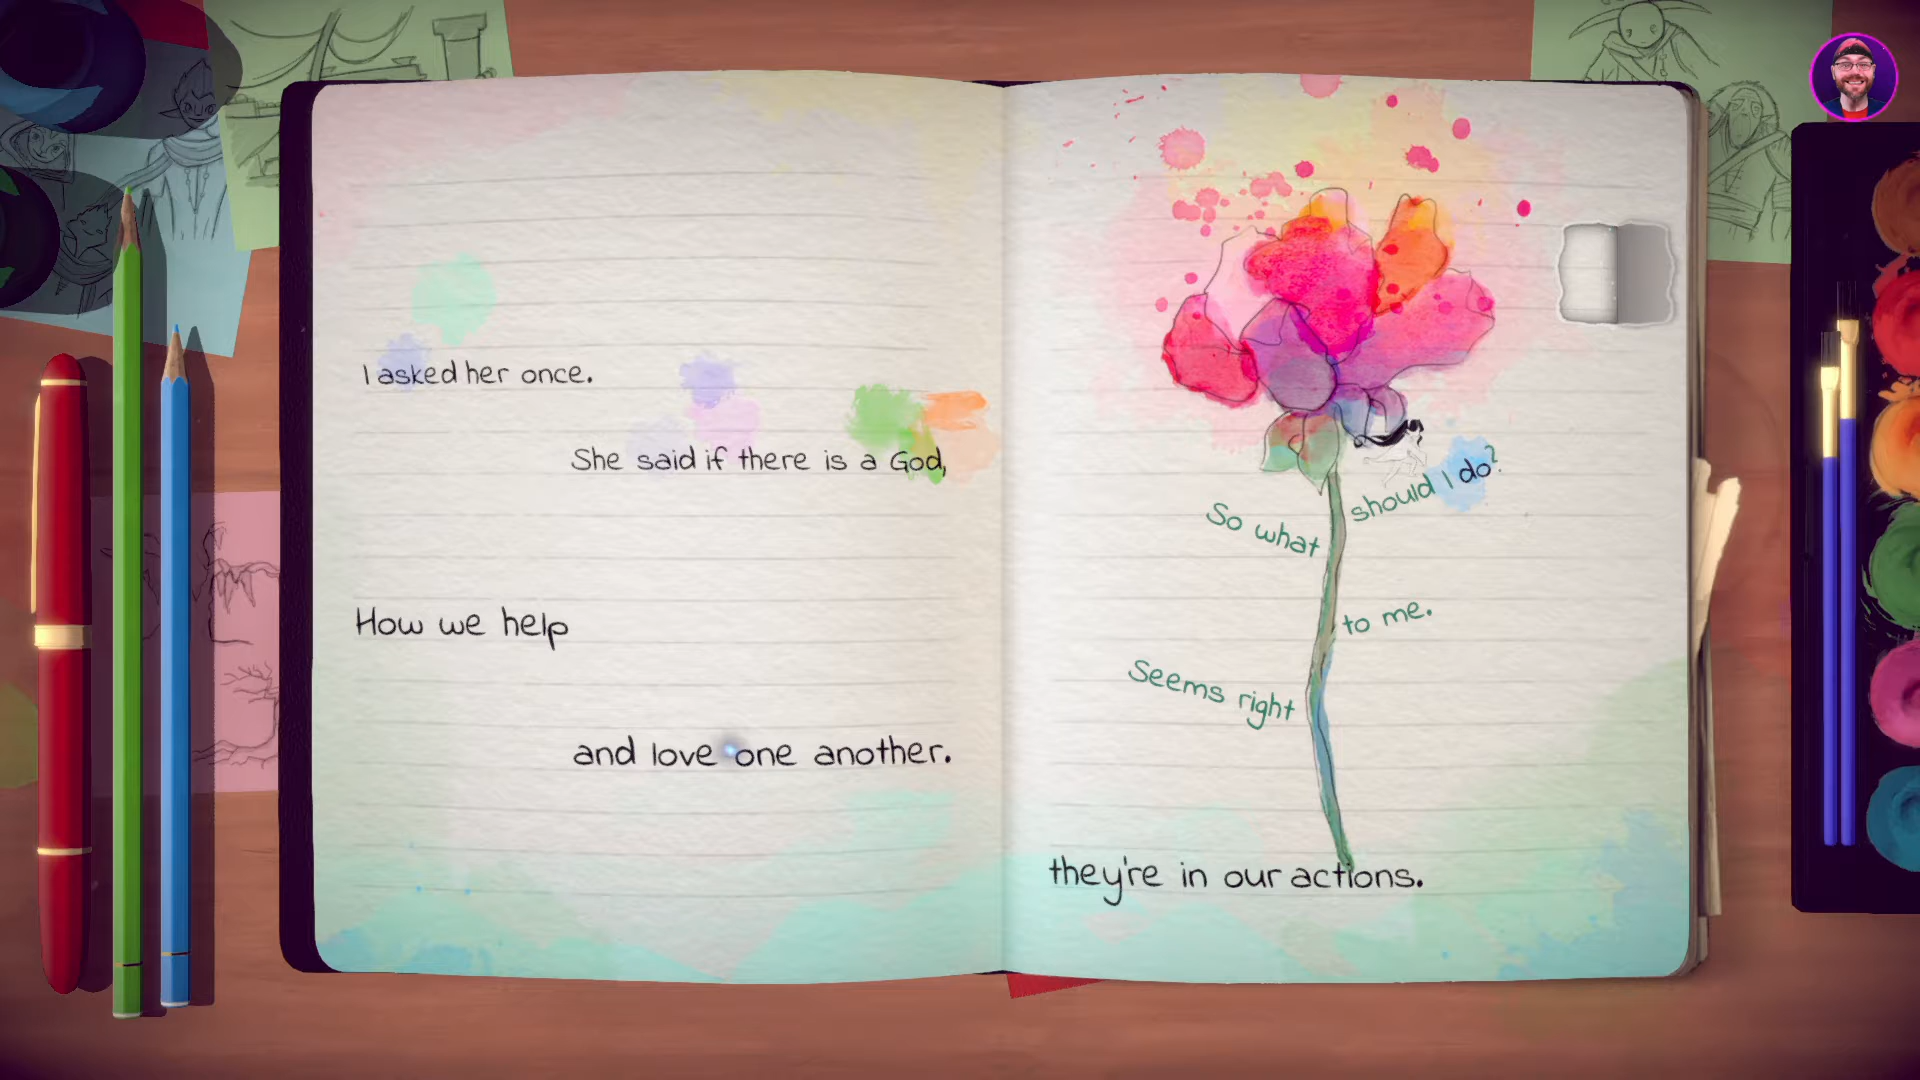 I asked her once.
She said if there is a God,
How we help
and love one another.
should I do?
So what
to me.
Seems right
they're in our actions.